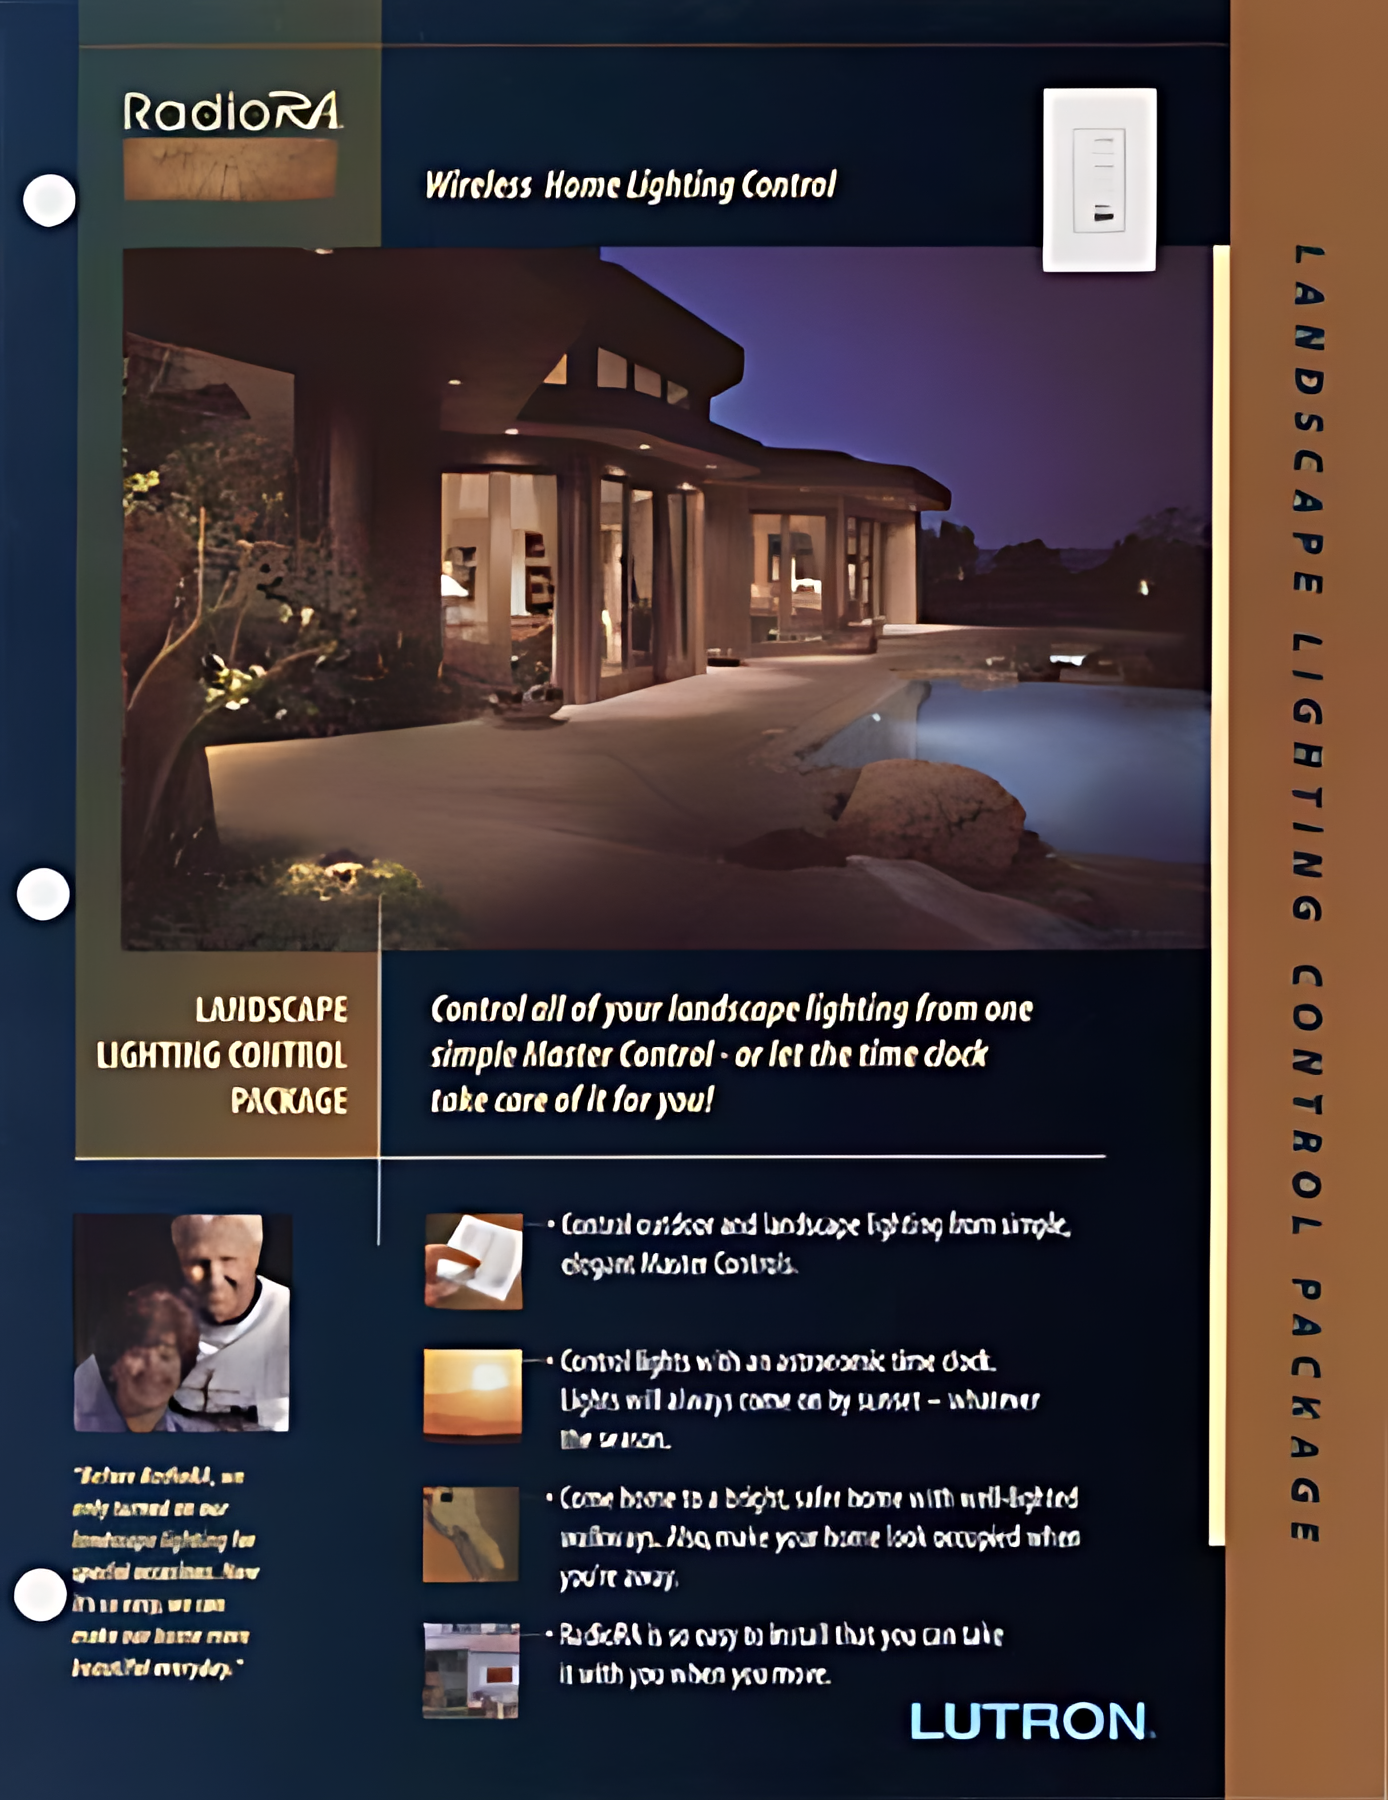 RadioRA
Wireless Home Lighting Control
LANDSCAPE LIGHTING CONTROL PACKAGE
LANDSCAPE
LIGHTING CONTROL
PACKAGE
Control all of your landscape lighting from one
simple Master Control - or let the time clock
take care of it for you!
• Control outdoor and landscape lighting from simple,
elegant Master Controls.
• Control lights with an astronomic time clock.
Lights will always come on by sunset – whatever
the season.
• Come home to a bright, safer home with well-lighted
walkways. Also, make your home look occupied when
you're away.
• RadioRA is so easy to install that you can take
it with you when you move.
"Before RadioRA, we
only turned on our
landscape lighting for
special occasions. Now
it's so easy, we can
make our home more
beautiful everyday."
LUTRON